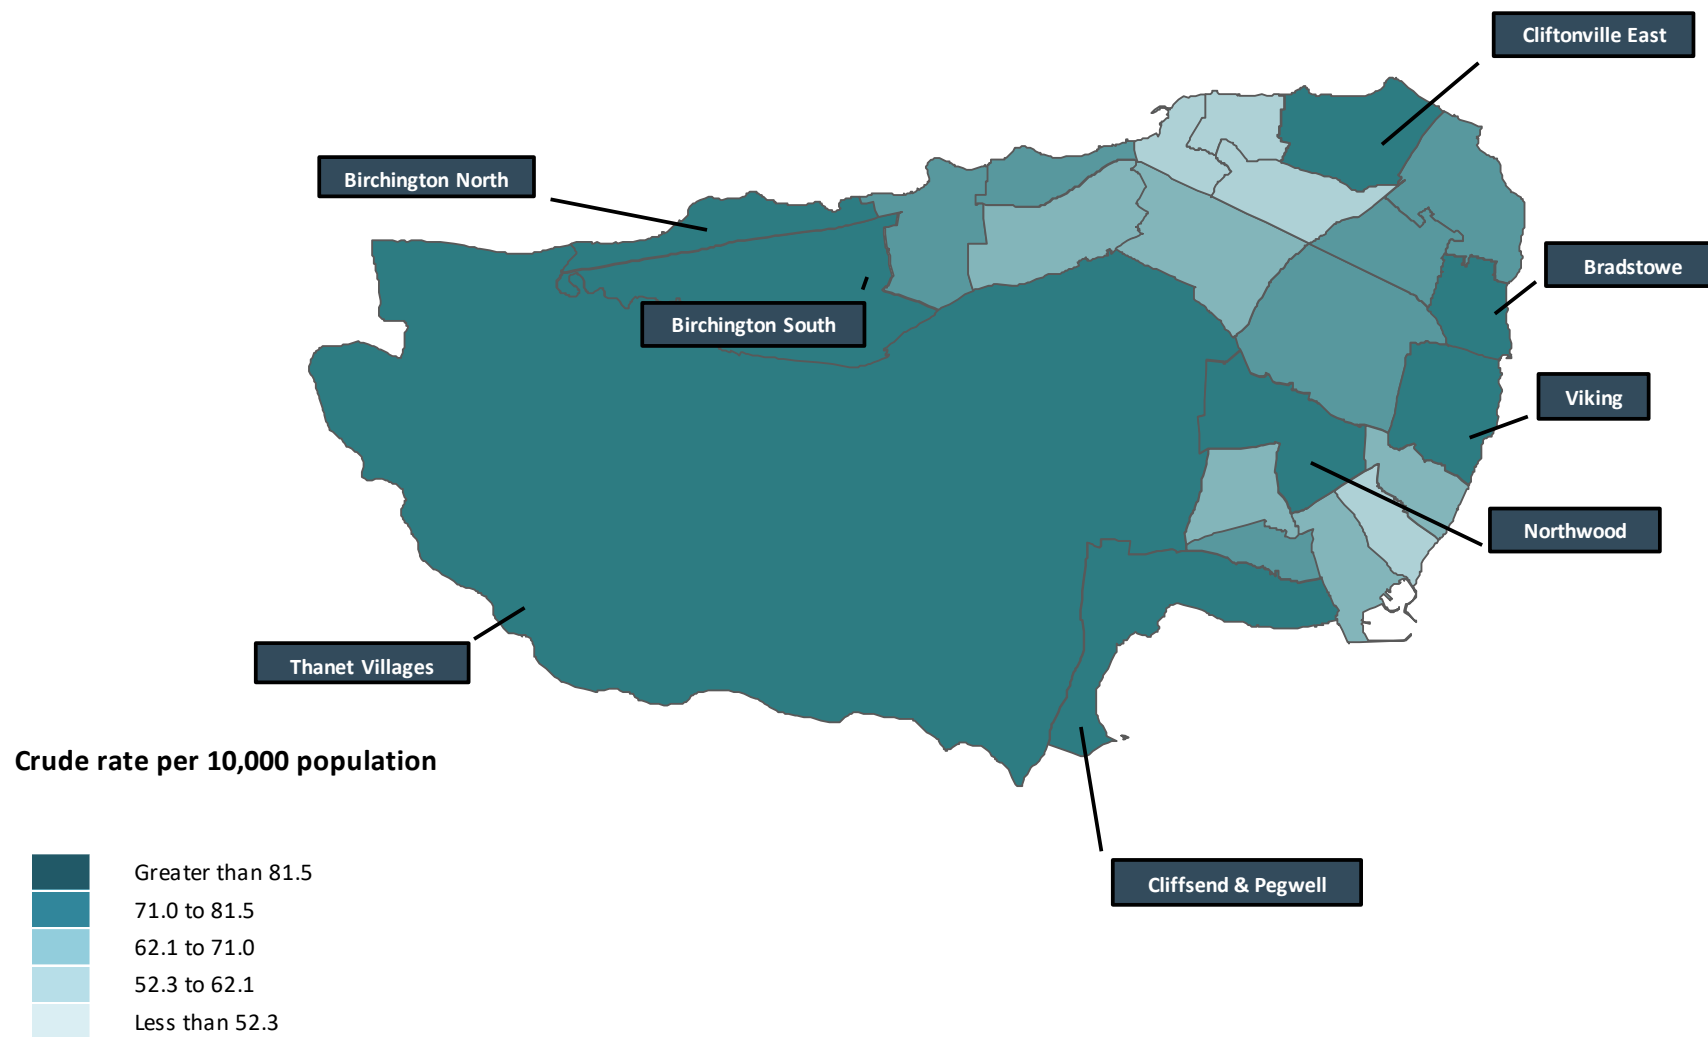 Cliftonville East
Birchington North
Bradstowe
Birchington South
Viking
Northwood
Thanet Villages
Crude rate per 10,000 population
Cliffsend & Pegwell
Greater than 81.5
71.0 to 81.5
62.1 to 71.0
52.3 to 62.1
Less than 52.3